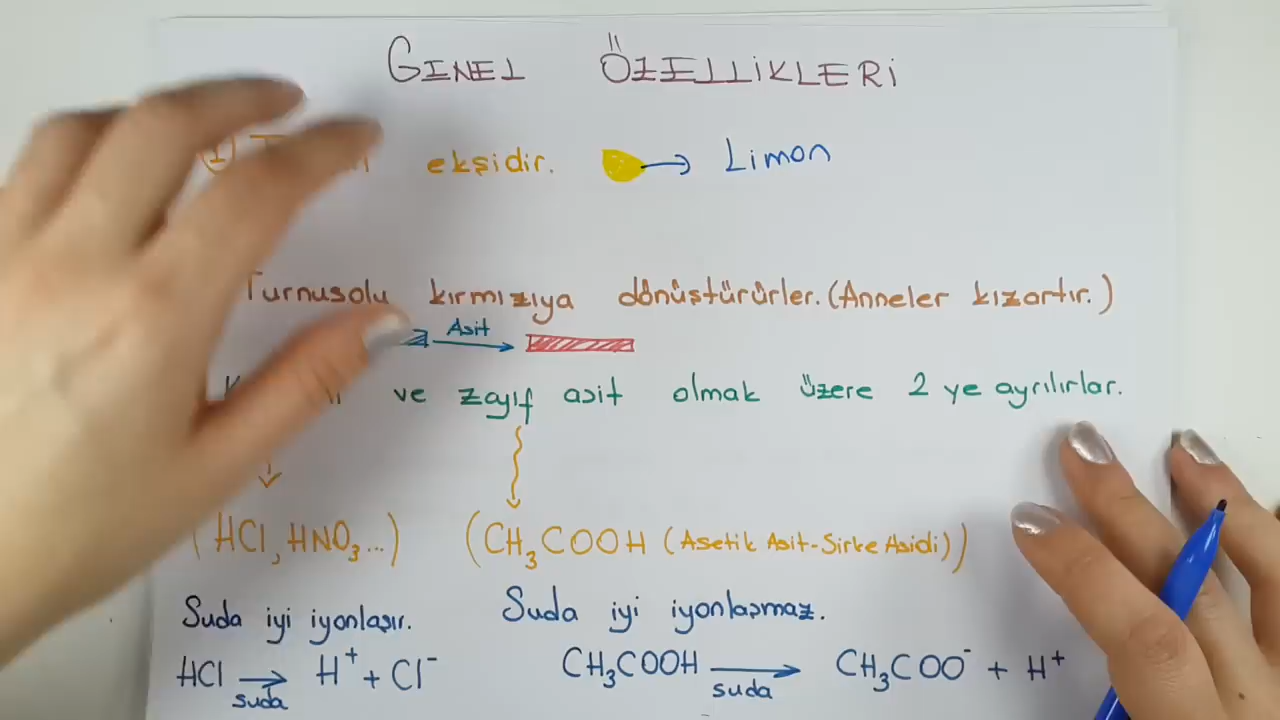 GENEL ÖZELLİKLERİ
ekşidir. → Limon
Turnusolu kırmızıya dönüştürürler. (Anneler kızartır.)
Asit
ve zayıf asit olmak üzere 2 ye ayrılırlar.
(HCl, HNO₃...) (CH₃COOH (Asetik Asit-Sirke Asidi))
Suda iyi iyonlaşır. Suda iyi iyonlaşmaz.
HCl → H⁺ + Cl⁻ CH₃COOH → CH₃COO⁻ + H⁺
suda suda